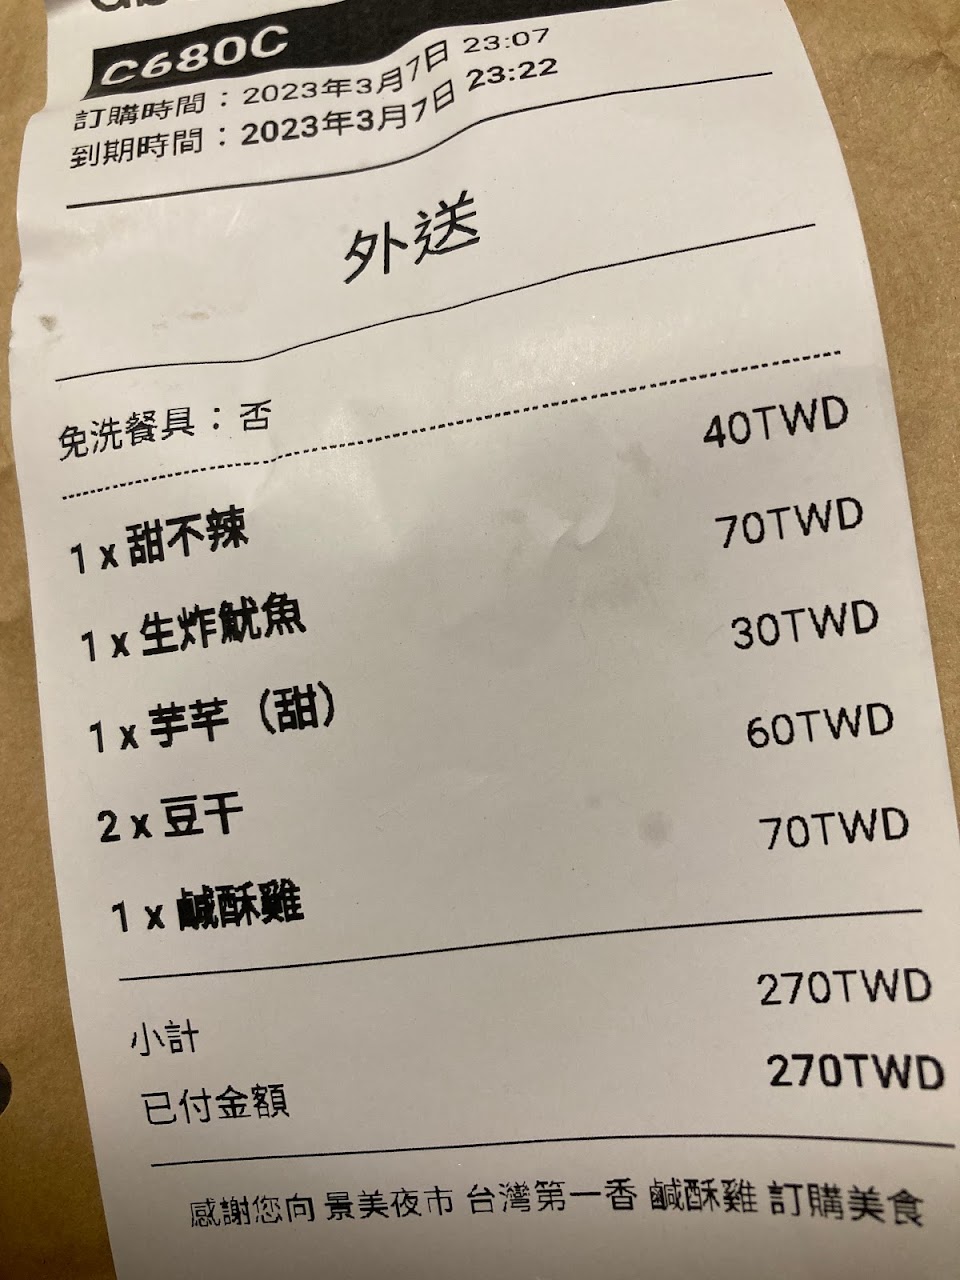 C680C
訂購時間：2023年3月7日 23:07
到期時間：2023年3月7日 23:22
外送
免洗餐具：否
1 x 甜不辣 40TWD
1 x 生炸魷魚 70TWD
1 x 芋芊（甜） 30TWD
2 x 豆干 60TWD
1 x 鹹酥雞 70TWD
小計 270TWD
已付金額 270TWD
感謝您向 景美夜市 台灣第一香 鹹酥雞 訂購美食